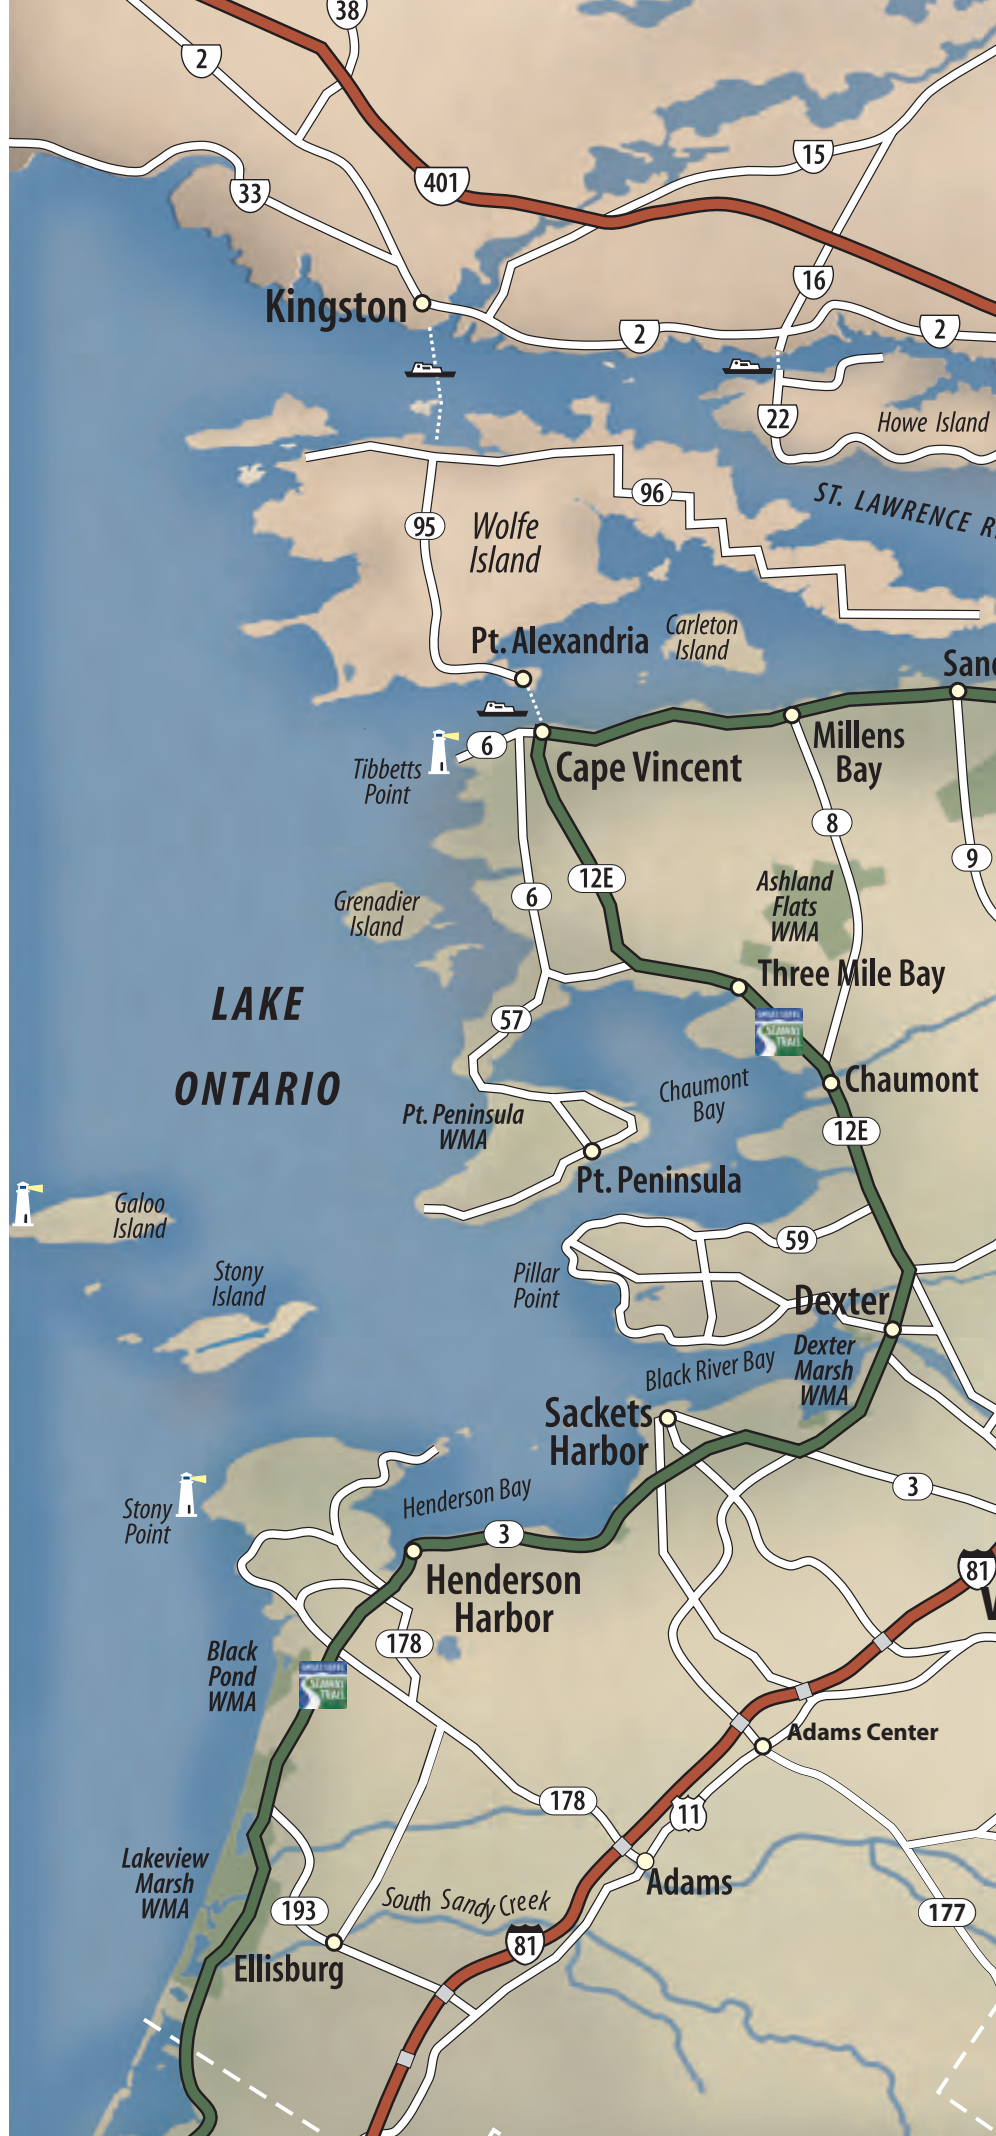 38
2
15
401
33
16
Kingston
2
2
22
Howe Island
ST. LAWRENCE
96
95
Wolfe
Island
Pt. Alexandria
Carleton
Island
6
Millens
Bay
Tibbetts
Point
Cape Vincent
8
9
12E
6
Ashland
Flats
WMA
Grenadier
Island
Three Mile Bay
LAKE
ONTARIO
57
SEAWAY
TRAIL
Chaumont
Chaumont
Bay
Pt. Peninsula
WMA
12E
Pt. Peninsula
Galoo
Island
59
Stony
Island
Pillar
Point
Dexter
Dexter
Marsh
WMA
Black River Bay
Sackets
Harbor
3
Henderson Bay
Stony
Point
3
81
Henderson
Harbor
178
Black
Pond
WMA
SEAWAY
TRAIL
Adams Center
178
11
Lakeview
Marsh
WMA
Adams
South Sandy Creek
193
177
81
Ellisburg